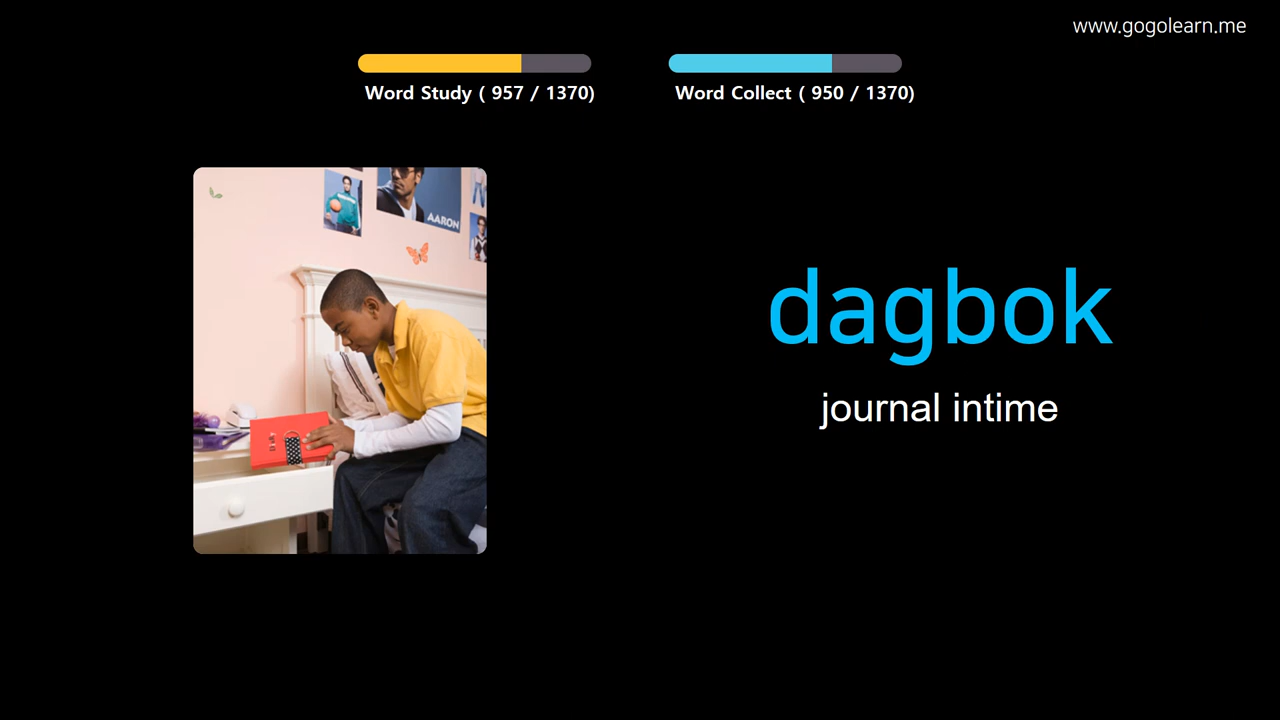 www.gogolearn.me
Word Study ( 957 / 1370)
Word Collect ( 950 / 1370)
AARON
dagbok
journal intime